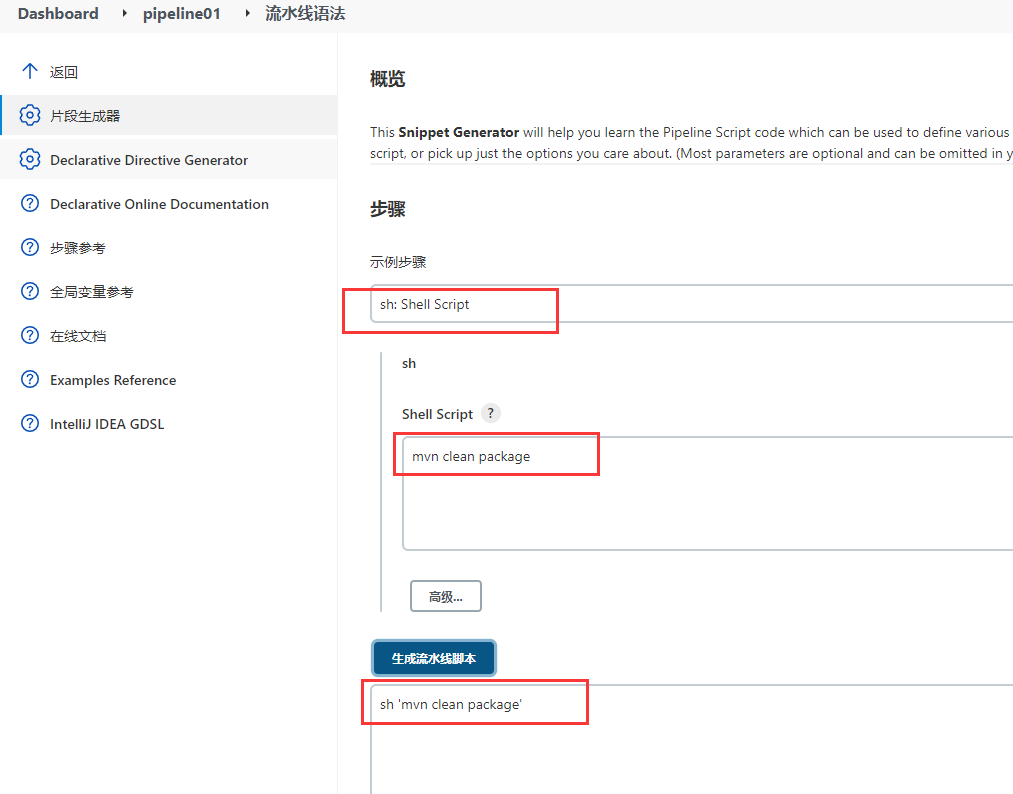 Dashboard pipeline01 流水线语法
返回
片段生成器
Declarative Directive Generator
Declarative Online Documentation
步骤参考
全局变量参考
在线文档
Examples Reference
IntelliJ IDEA GDSL
概览
This Snippet Generator will help you learn the Pipeline Script code which can be used to define various
script, or pick up just the options you care about. (Most parameters are optional and can be omitted in y
步骤
示例步骤
sh: Shell Script
sh
Shell Script ?
mvn clean package
高级...
生成流水线脚本
sh 'mvn clean package'